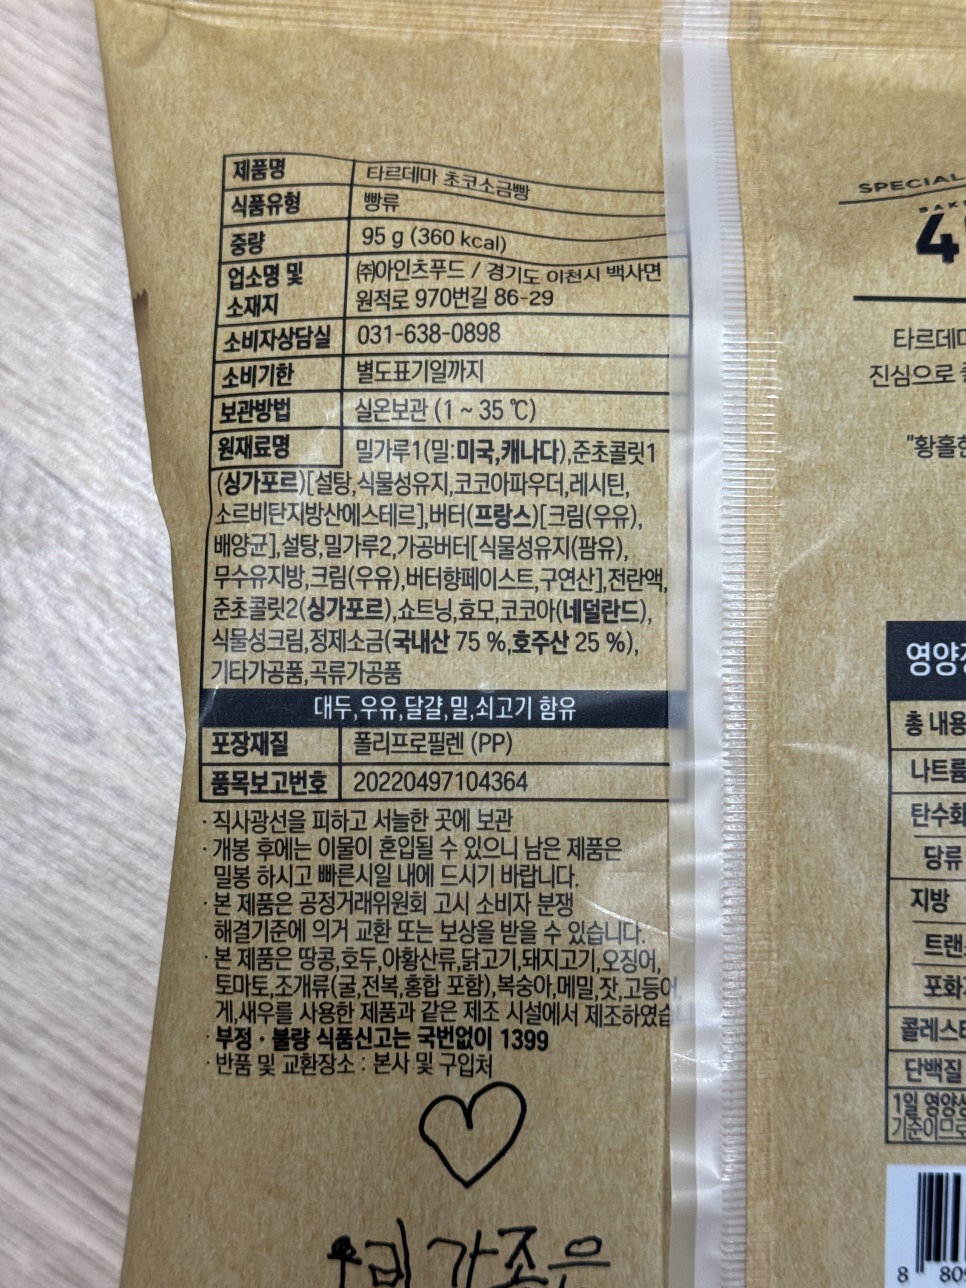 제품명 타르데마 초코소금빵
식품유형 빵류
중량 95 g (360 kcal)
업소명 및 소재지 ㈜아인츠푸드 / 경기도 이천시 백사면
원적로 970번길 86-29
소비자상담실 031-638-0898
소비기한 별도표기일까지
보관방법 실온보관 (1 ~ 35 ℃)
원재료명 밀가루1(밀:미국,캐나다),준초콜릿1
(싱가포르)[설탕,식물성유지,코코아파우더,레시틴,
소르비탄지방산에스테르],버터(프랑스)[크림(우유),
배양균],설탕,밀가루2,가공버터[식물성유지(팜유),
무수유지방,크림(우유),버터향페이스트,구연산],전란액,
준초콜릿2(싱가포르),쇼트닝,효모,코코아(네덜란드),
식물성크림,정제소금(국내산 75 %,호주산 25 %),
기타가공품,곡류가공품
대두,우유,달걀,밀,쇠고기 함유
포장재질 폴리프로필렌 (PP)
품목보고번호 20220497104364
· 직사광선을 피하고 서늘한 곳에 보관
· 개봉 후에는 이물이 혼입될 수 있으니 남은 제품은
밀봉 하시고 빠른시일 내에 드시기 바랍니다.
· 본 제품은 공정거래위원회 고시 소비자 분쟁
해결기준에 의거 교환 또는 보상을 받을 수 있습니다.
· 본 제품은 땅콩,호두,아황산류,닭고기,돼지고기,오징어,
토마토,조개류(굴,전복,홍합 포함),복숭아,메밀,잣,고등어,
게,새우를 사용한 제품과 같은 제조 시설에서 제조하였습
· 부정 · 불량 식품신고는 국번없이 1399
· 반품 및 교환장소 : 본사 및 구입처
우리 가족은
SPECIAL
타르데마
진심으로
"황홀한
영양정
총 내용
나트륨
탄수화
당류
지방
트랜스
포화지
콜레스테
단백질
1일 영양성
기준이므로
8 809